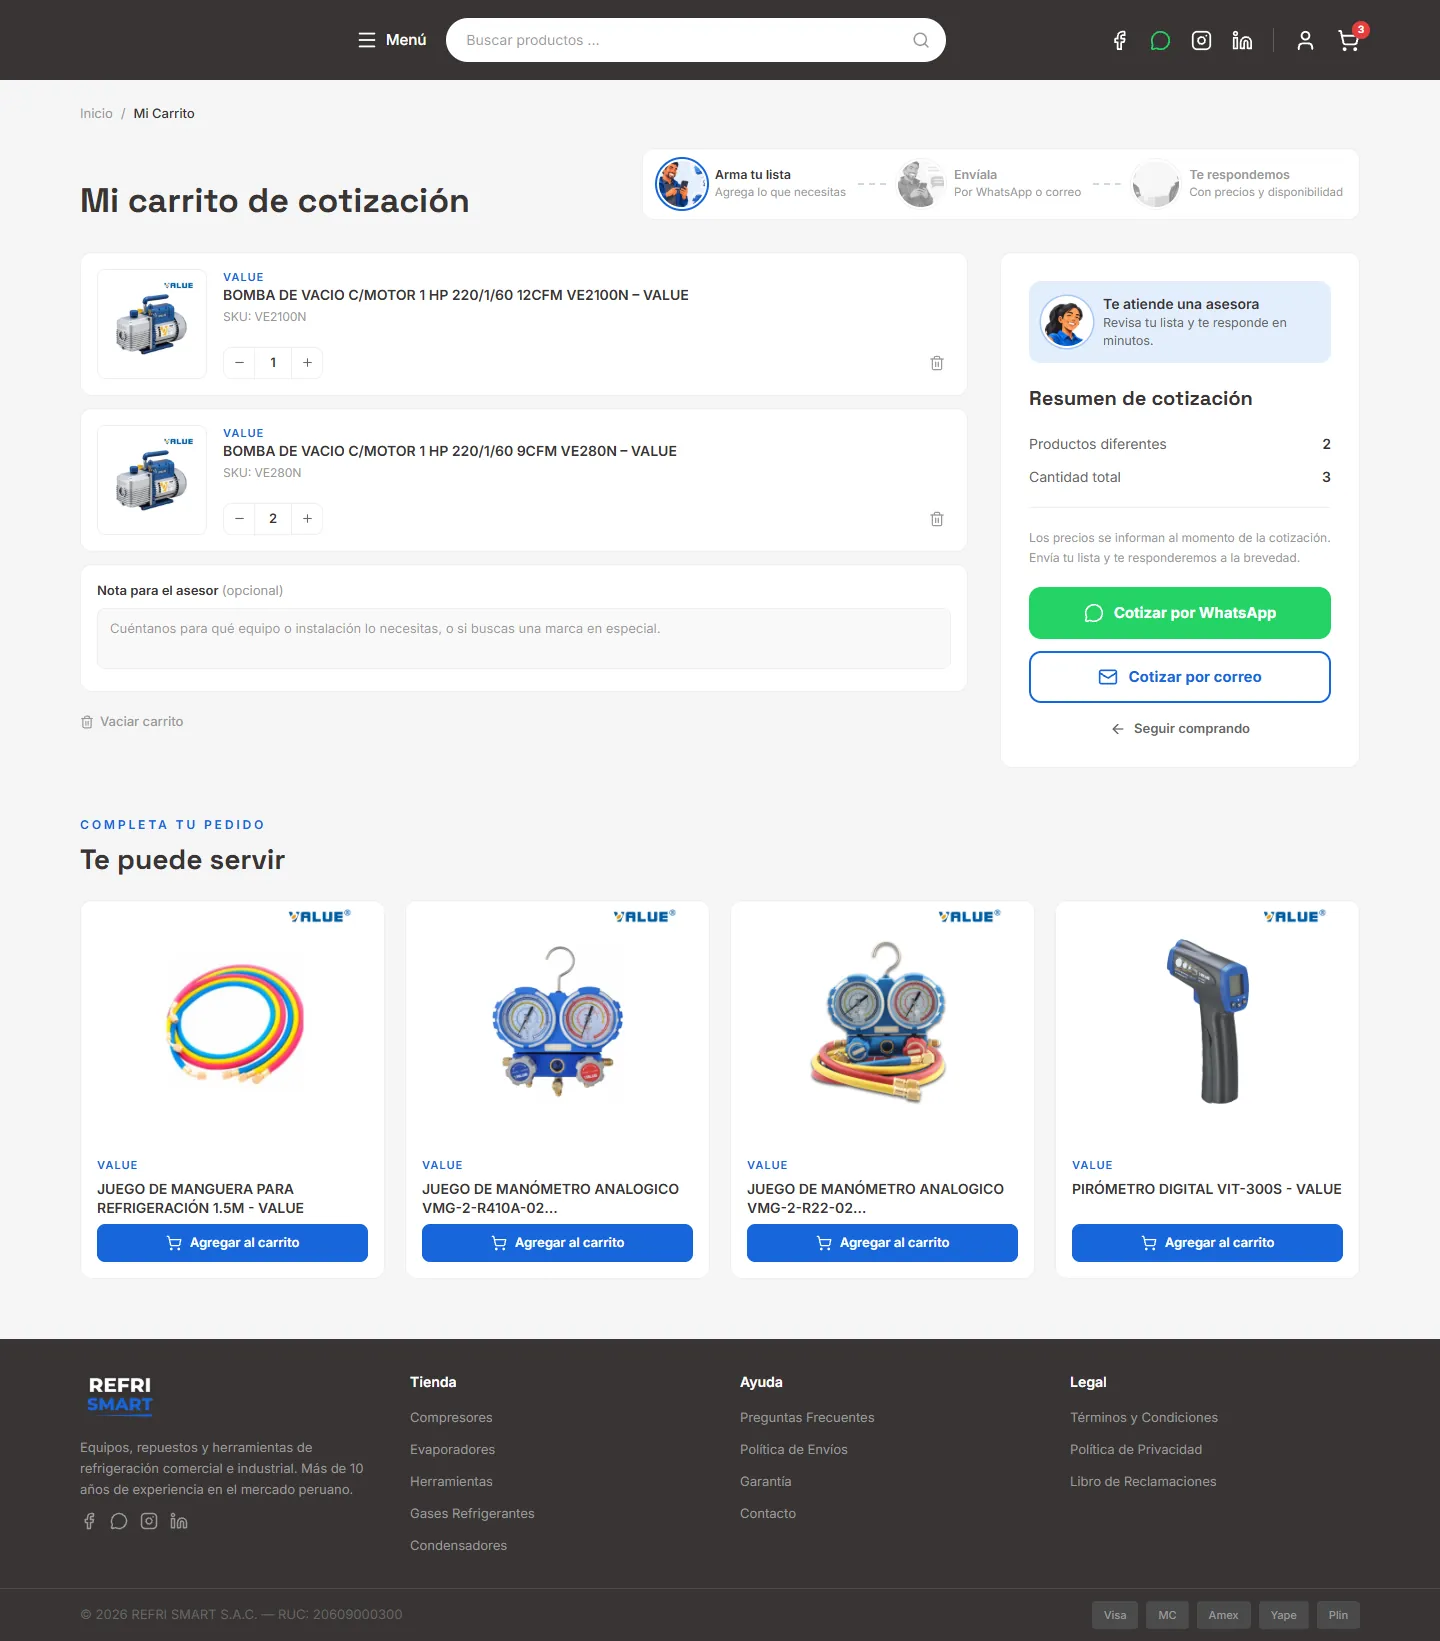 Menú
Buscar productos ...
3
Inicio / Mi Carrito
Mi carrito de cotización
Arma tu lista
Agrega lo que necesitas
Envíala
Por WhatsApp o correo
Te respondemos
Con precios y disponibilidad
VALUE
VALUE
BOMBA DE VACIO C/MOTOR 1 HP 220/1/60 12CFM VE2100N – VALUE
SKU: VE2100N
− 1 +
VALUE
VALUE
BOMBA DE VACIO C/MOTOR 1 HP 220/1/60 9CFM VE280N – VALUE
SKU: VE280N
− 2 +
Nota para el asesor (opcional)
Cuéntanos para qué equipo o instalación lo necesitas, o si buscas una marca en especial.
Vaciar carrito
Te atiende una asesora
Revisa tu lista y te responde en
minutos.
Resumen de cotización
Productos diferentes 2
Cantidad total 3
Los precios se informan al momento de la cotización.
Envía tu lista y te responderemos a la brevedad.
Cotizar por WhatsApp
Cotizar por correo
Seguir comprando
COMPLETA TU PEDIDO
Te puede servir
VALUE®
VALUE
JUEGO DE MANGUERA PARA
REFRIGERACIÓN 1.5M - VALUE
Agregar al carrito
VALUE®
VALUE
JUEGO DE MANÓMETRO ANALOGICO
VMG-2-R410A-02...
Agregar al carrito
VALUE®
VALUE
JUEGO DE MANÓMETRO ANALOGICO
VMG-2-R22-02...
Agregar al carrito
VALUE®
VALUE
PIRÓMETRO DIGITAL VIT-300S - VALUE
Agregar al carrito
REFRI
SMART
Equipos, repuestos y herramientas de
refrigeración comercial e industrial. Más de 10
años de experiencia en el mercado peruano.
Tienda
Compresores
Evaporadores
Herramientas
Gases Refrigerantes
Condensadores
Ayuda
Preguntas Frecuentes
Política de Envíos
Garantía
Contacto
Legal
Términos y Condiciones
Política de Privacidad
Libro de Reclamaciones
© 2026 REFRI SMART S.A.C. — RUC: 20609000300
Visa MC Amex Yape Plin